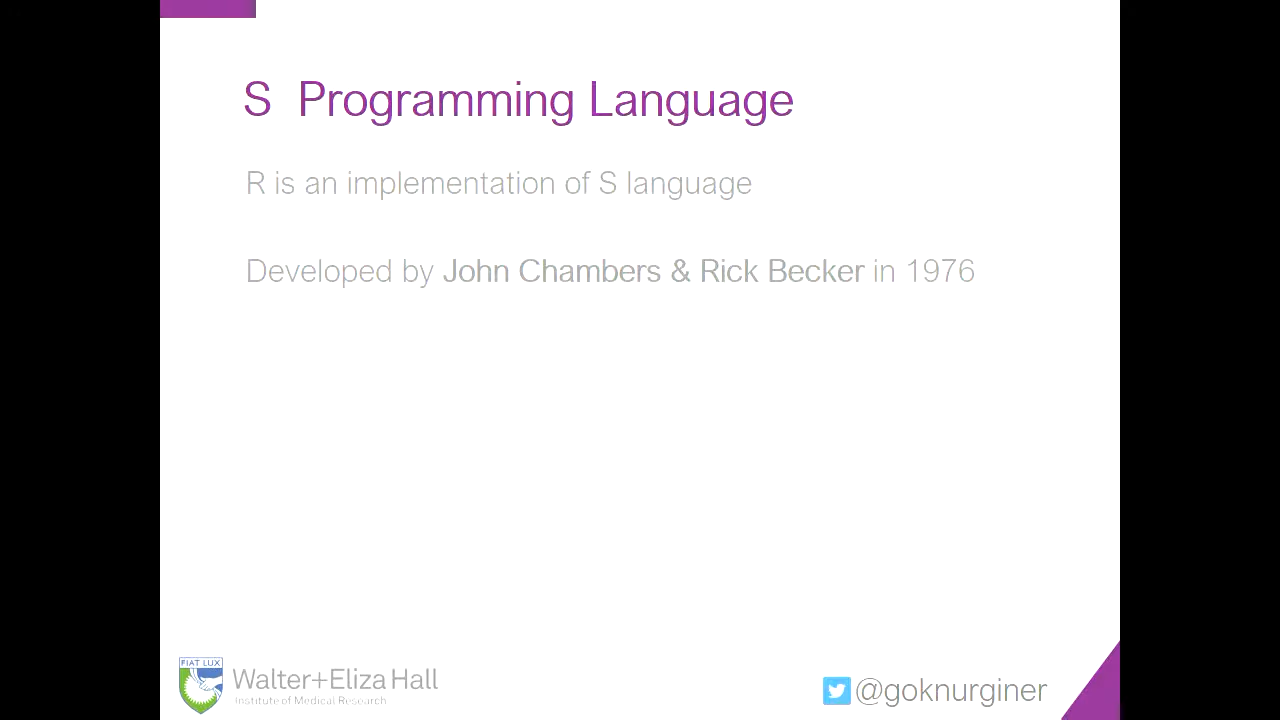 S Programming Language
R is an implementation of S language
Developed by John Chambers & Rick Becker in 1976
FIAT LUX
Walter+Eliza Hall
Institute of Medical Research
@goknurginer